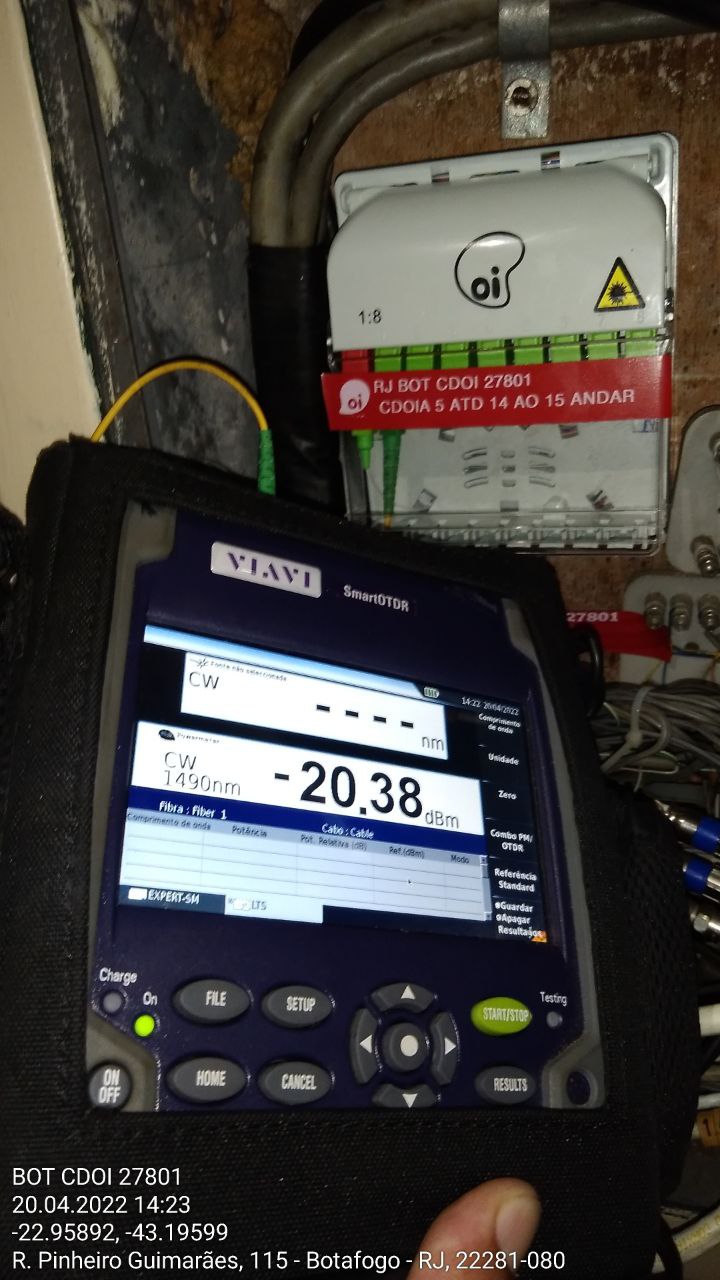 oi
1:8
oi RJ BOT CDOI 27801
CDOIA 5 ATD 14 AO 15 ANDAR
27801
VIAVI
SmartOTDR
Fonte não seleccionada
CW
- - - -
nm
14:22 20/04/2022
Comprimento de onda
Unidade
Zero
Combo PM/
OTDR
Referência
Standard
Guardar
Apagar
Resultados
Powermeter
CW
1490nm
-20.38 dBm
Fibra : Fiber 1
Cabo : Cable
Comprimento de onda Potência Pot. Relativa (dB) Ref.(dBm) Modo
EXPERT-SM
LTS
Charge
On
FILE
SETUP
START/STOP
Testing
ON
OFF
HOME
CANCEL
RESULTS
BOT CDOI 27801
20.04.2022 14:23
-22.95892, -43.19599
R. Pinheiro Guimarães, 115 - Botafogo - RJ, 22281-080